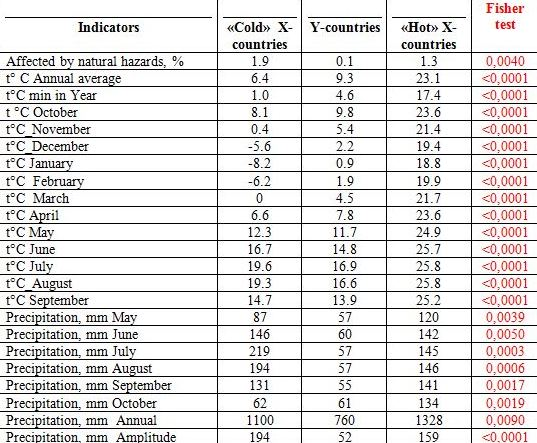 Indicators «Cold» X-countries Y-countries «Hot» X-countries Fisher test
Affected by natural hazards, % 1.9 0.1 1.3 0,0040
t° C Annual average 6.4 9.3 23.1 <0,0001
t°C min in Year 1.0 4.6 17.4 <0,0001
t °C October 8.1 9.8 23.6 <0,0001
t°C_November 0.4 5.4 21.4 <0,0001
t°C_December -5.6 2.2 19.4 <0,0001
t°C January -8.2 0.9 18.8 <0,0001
t°C February -6.2 1.9 19.9 <0,0001
t°C March 0 4.5 21.7 <0,0001
t°C April 6.6 7.8 23.6 <0,0001
t°C May 12.3 11.7 24.9 <0,0001
t°C June 16.7 14.8 25.7 <0,0001
t°C July 19.6 16.9 25.8 <0,0001
t°C_August 19.3 16.6 25.8 <0,0001
t°C September 14.7 13.9 25.2 <0,0001
Precipitation, mm May 87 57 120 0,0039
Precipitation, mm June 146 60 142 0,0050
Precipitation, mm July 219 57 145 0,0003
Precipitation, mm August 194 57 146 0,0006
Precipitation, mm September 131 55 141 0,0017
Precipitation, mm October 62 61 134 0,0019
Precipitation, mm Annual 1100 760 1328 0,0090
Precipitation, mm Amplitude 194 52 159 <0,0001